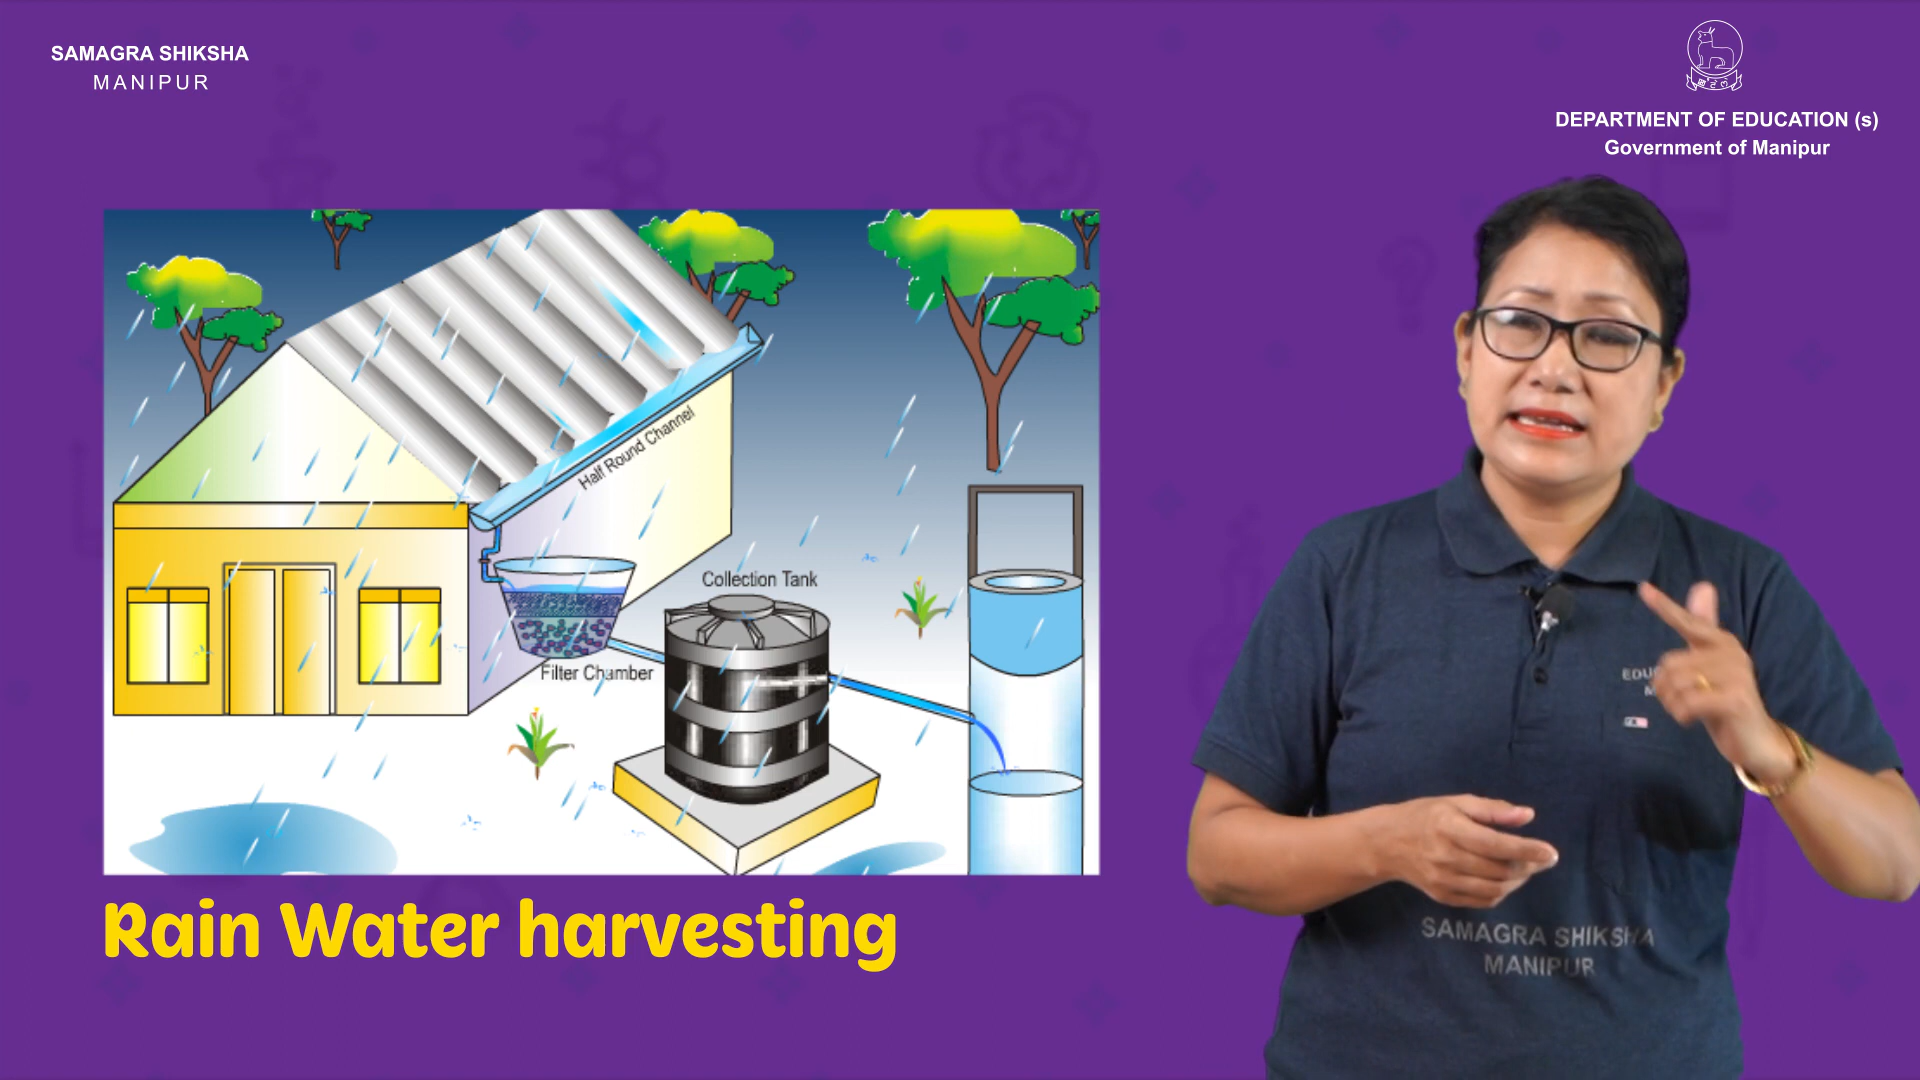 SAMAGRA SHIKSHA
MANIPUR
DEPARTMENT OF EDUCATION (s)
Government of Manipur
Half Round Channel
Collection Tank
Filter Chamber
Rain Water harvesting
SAMAGRA SHIKSHA
MANIPUR